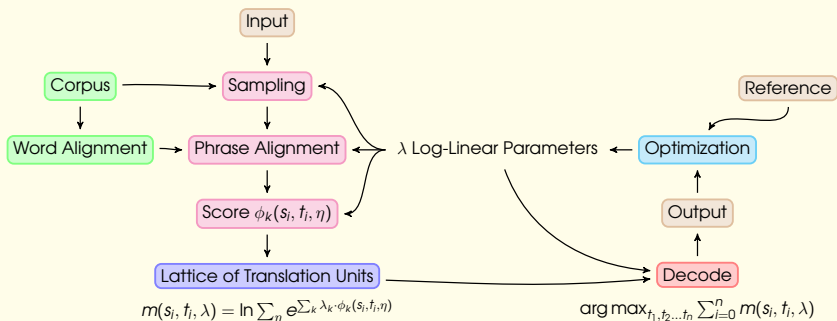 Input
Corpus
Sampling
Reference
Word Alignment
Phrase Alignment
λ Log-Linear Parameters
Optimization
Score ϕ_k(s_i, t_i, η)
Output
Lattice of Translation Units
Decode
m(s_i, t_i, λ) = ln ∑_η e^{∑_k λ_k·ϕ_k(s_i,t_i,η)}
arg max_{t_1,t_2...t_n} ∑_{i=0}^{n} m(s_i, t_i, λ)